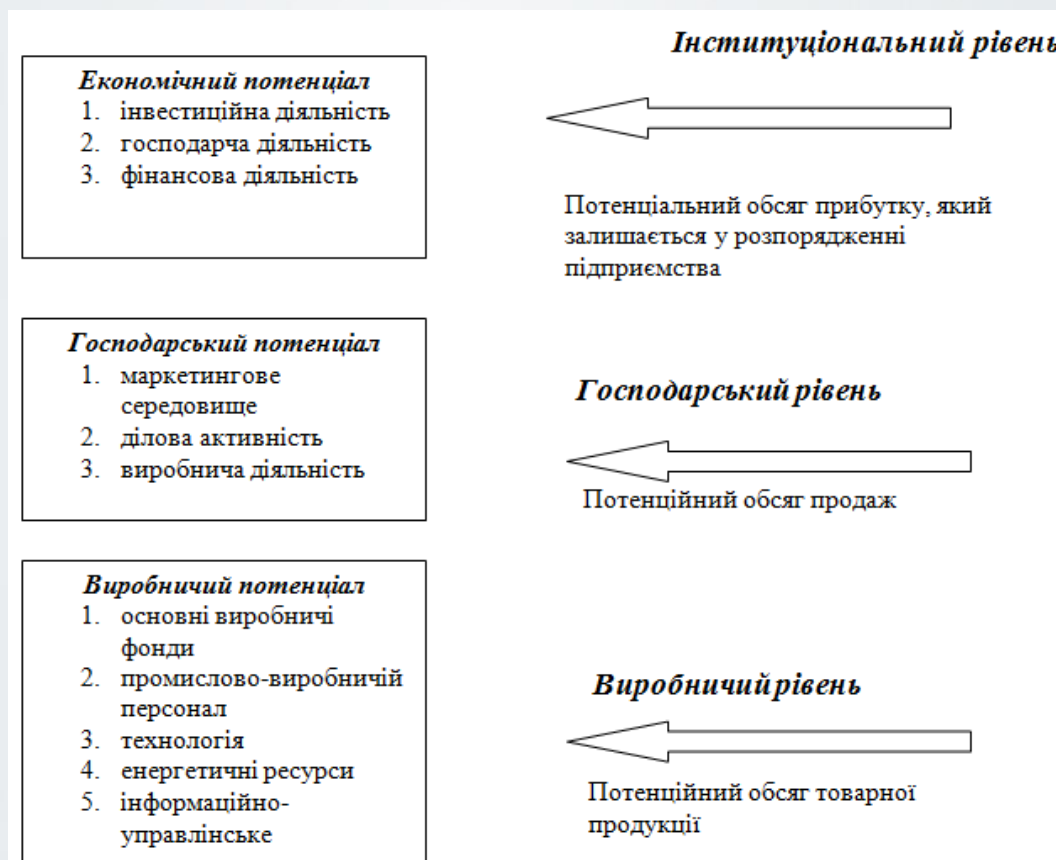 Інституціональний рівень
Економічний потенціал
1. інвестиційна діяльність
2. господарча діяльність
3. фінансова діяльність
Потенціальний обсяг прибутку, який
залишається у розпорядженні
підприємства
Господарський потенціал
1. маркетингове
середовище
2. ділова активність
3. виробнича діяльність
Господарський рівень
Потенційний обсяг продаж
Виробничий потенціал
1. основні виробничі
фонди
2. промислово-виробничій
персонал
3. технологія
4. енергетичні ресурси
5. інформаційно-
управлінське
Виробничий рівень
Потенційний обсяг товарної
продукції